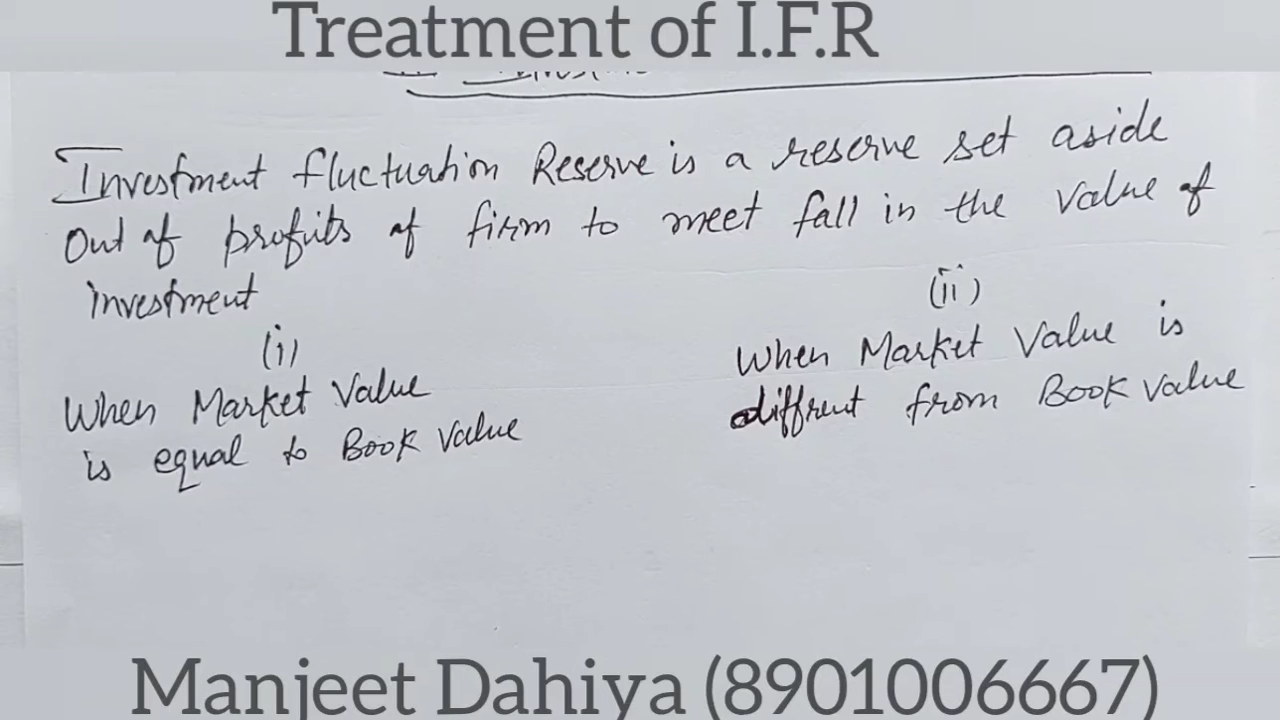 Treatment of I.F.R
Investment fluctuation Reserve is a reserve set aside
Out of profits of firm to meet fall in the value of
investment
(i)
When Market Value
is equal to Book Value
(ii)
When Market Value is
diffrent from Book Value
Manjeet Dahiya (8901006667)